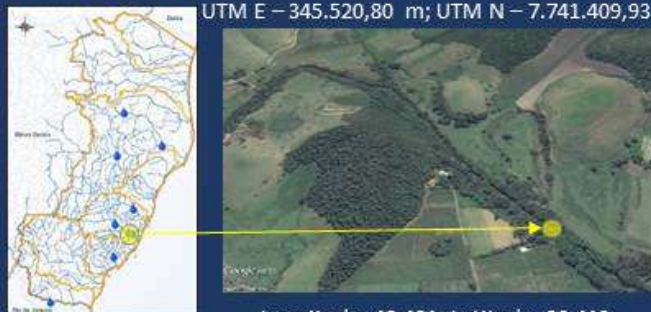 UTM E – 345.520,80 m; UTM N – 7.741.409,93
Bahia
Minas Gerais
Google earth
Rio de Janeiro